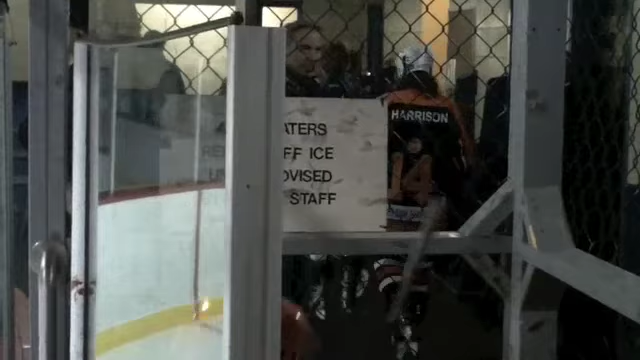 ATERS
FF ICE
OVISED
STAFF
HARRISON
14